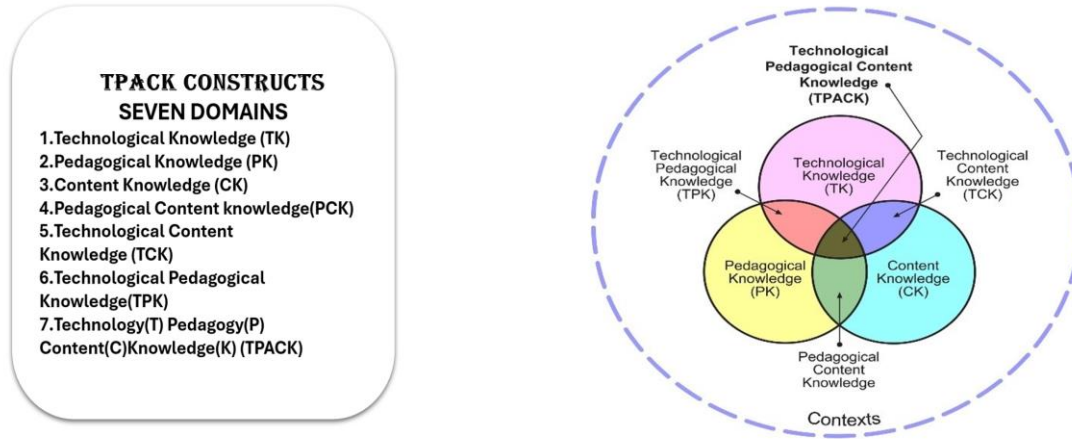 TPACK CONSTRUCTS
SEVEN DOMAINS
1.Technological Knowledge (TK)
2.Pedagogical Knowledge (PK)
3.Content Knowledge (CK)
4.Pedagogical Content knowledge(PCK)
5.Technological Content
Knowledge (TCK)
6.Technological Pedagogical
Knowledge(TPK)
7.Technology(T) Pedagogy(P)
Content(C)Knowledge(K) (TPACK)
Technological
Pedagogical Content
Knowledge
(TPACK)
Technological
Pedagogical
Knowledge
(TPK)
Technological
Knowledge
(TK)
Technological
Content
Knowledge
(TCK)
Pedagogical
Knowledge
(PK)
Content
Knowledge
(CK)
Pedagogical
Content
Knowledge
Contexts